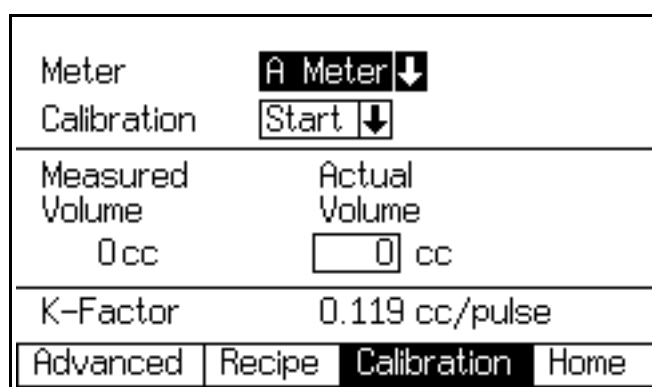 Meter A Meter
Calibration Start
Measured Actual
Volume Volume
0 cc 0 cc
K-Factor 0.119 cc/pulse
Advanced Recipe Calibration Home